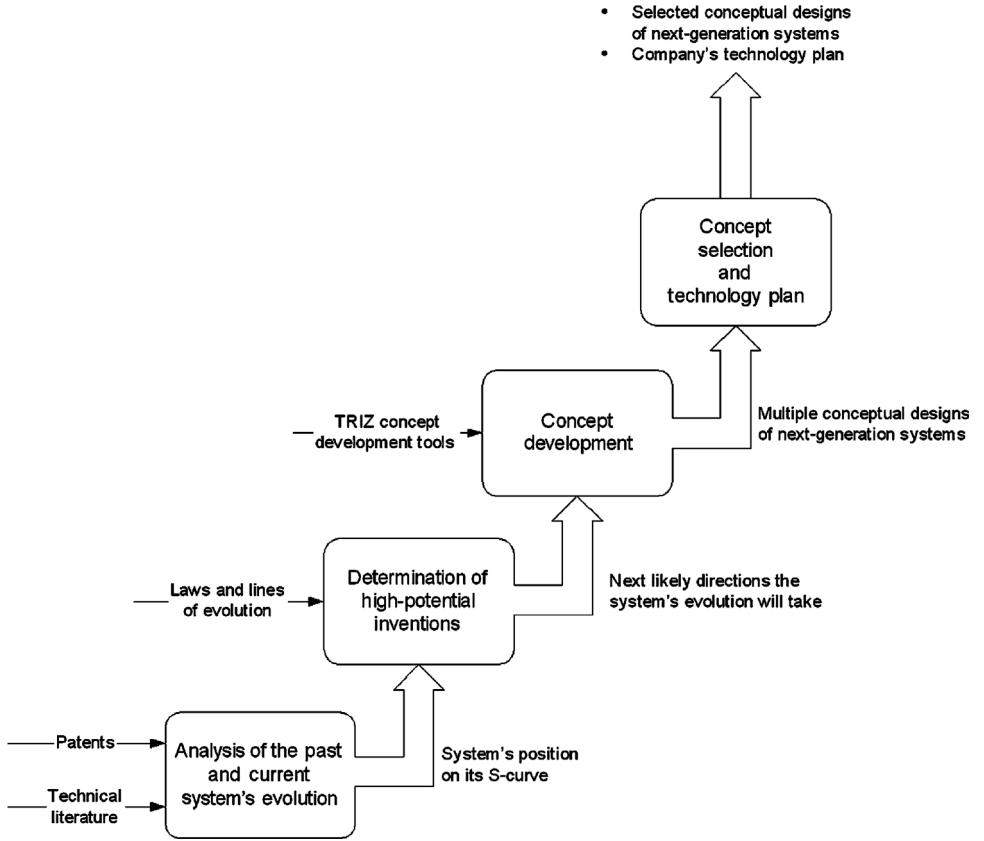 • Selected conceptual designs
of next-generation systems
• Company's technology plan
Concept
selection
and
technology plan
TRIZ concept
development tools
Concept
development
Multiple conceptual designs
of next-generation systems
Laws and lines
of evolution
Determination of
high-potential
inventions
Next likely directions the
system's evolution will take
Patents
Technical
literature
Analysis of the past
and current
system's evolution
System's position
on its S-curve